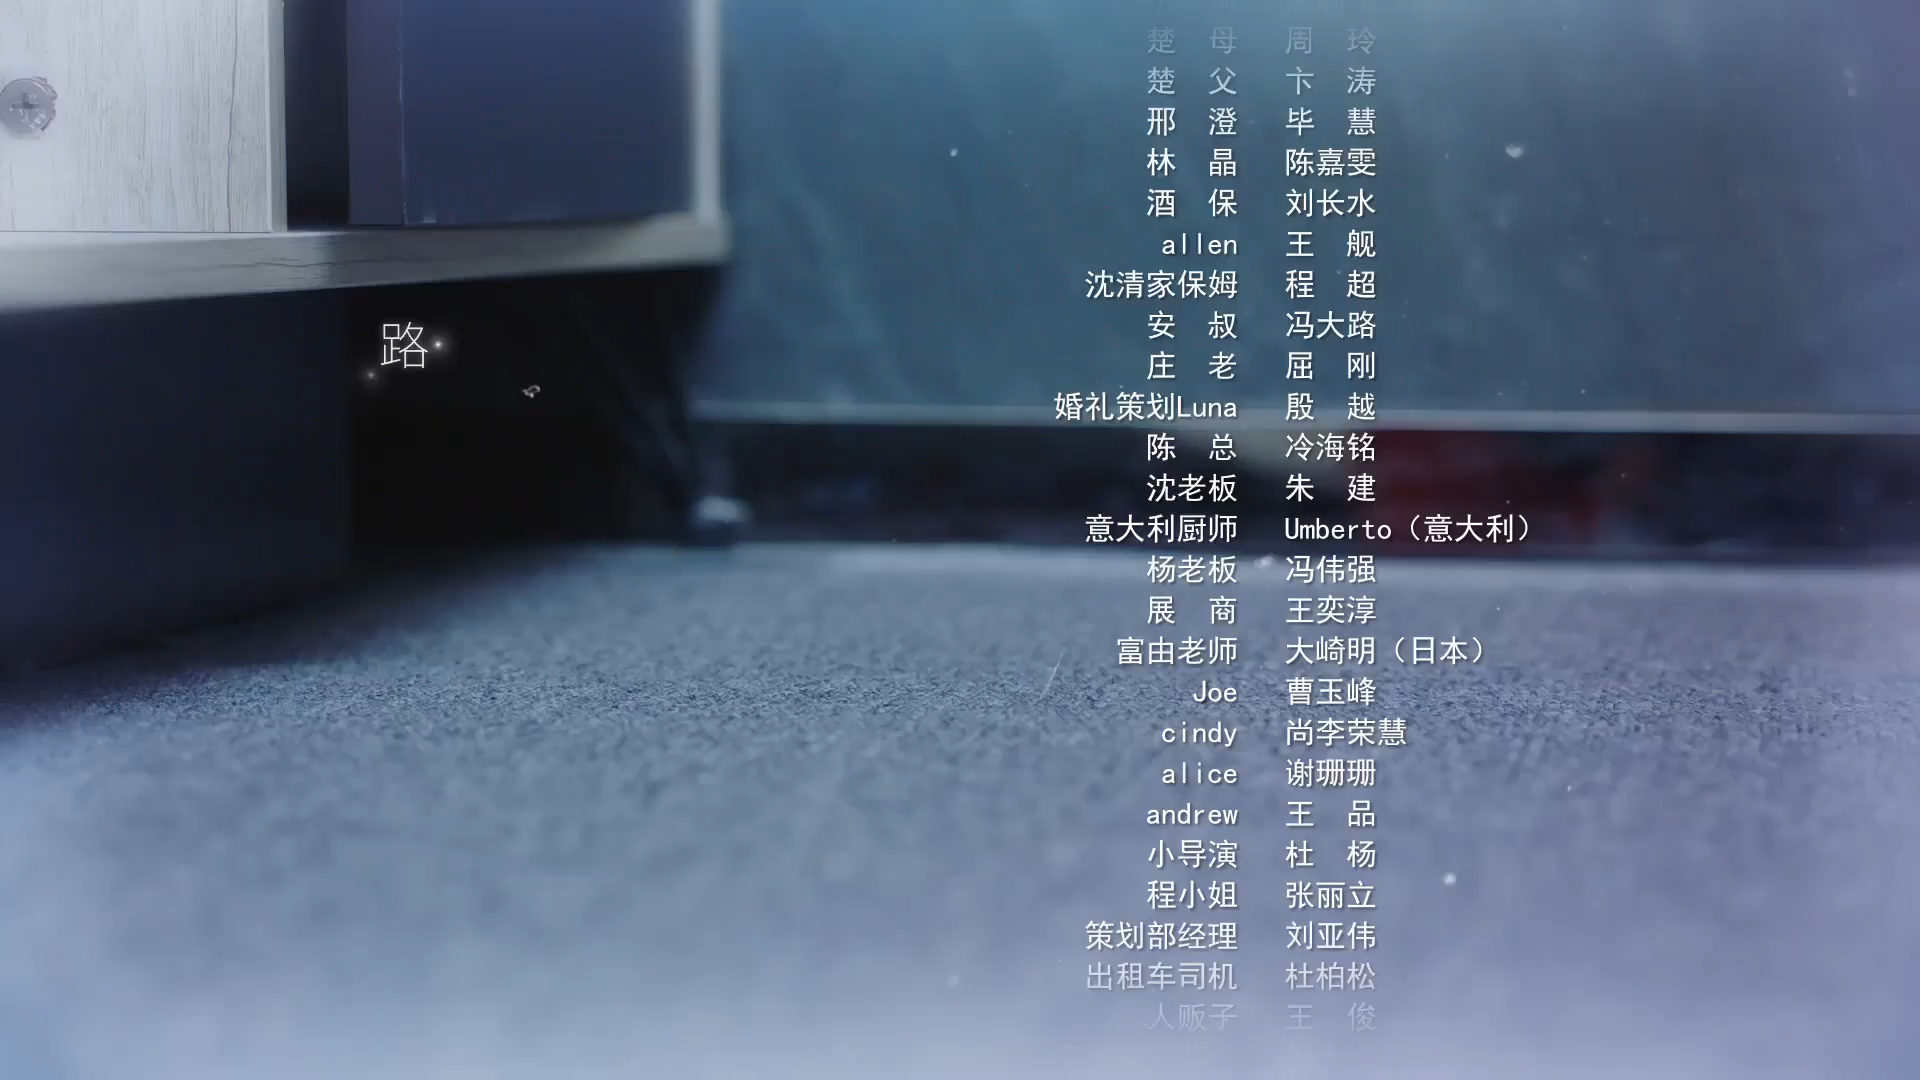 楚 母 周 玲
楚 父 卞 涛
邢 澄 毕 慧
林 晶 陈嘉雯
酒 保 刘长水
allen 王 舰
沈清家保姆 程 超
安 叔 冯大路
路
庄 老 屈 刚
婚礼策划Luna 殷 越
陈 总 冷海铭
沈老板 朱 建
意大利厨师 Umberto（意大利）
杨老板 冯伟强
展 商 王奕淳
富由老师 大崎明（日本）
Joe 曹玉峰
cindy 尚李荣慧
alice 谢珊珊
andrew 王 品
小导演 杜 杨
程小姐 张丽立
策划部经理 刘亚伟
出租车司机 杜柏松
人贩子 王 俊